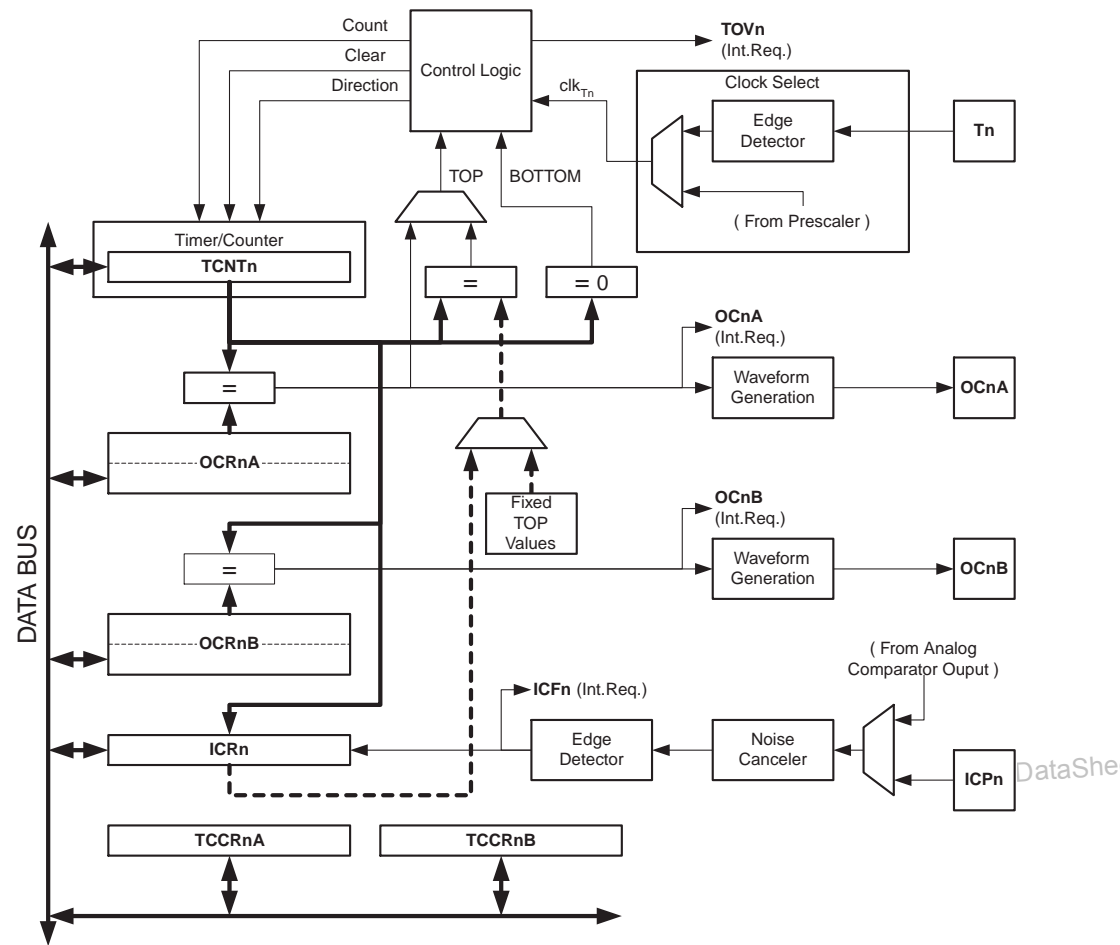 Count
Clear
Direction
Control Logic
TOVn
(Int.Req.)
clkTn
Clock Select
Edge
Detector
Tn
( From Prescaler )
TOP
BOTTOM
Timer/Counter
TCNTn
=
= 0
OCnA
(Int.Req.)
=
Waveform
Generation
OCnA
OCRnA
Fixed
TOP
Values
OCnB
(Int.Req.)
=
Waveform
Generation
OCnB
OCRnB
DATA BUS
( From Analog
Comparator Ouput )
ICFn (Int.Req.)
ICRn
Edge
Detector
Noise
Canceler
ICPn
DataShe
TCCRnA
TCCRnB